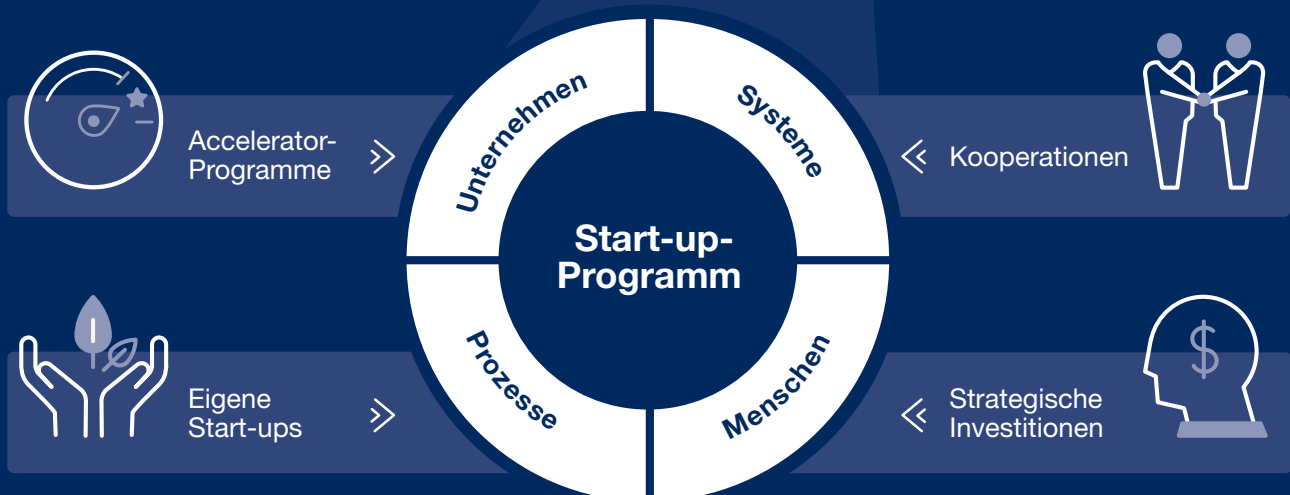 Unternehmen
Systeme
Accelerator-
Programme
Kooperationen
Start-up-
Programm
Prozesse
Menschen
Eigene
Start-ups
Strategische
Investitionen
$